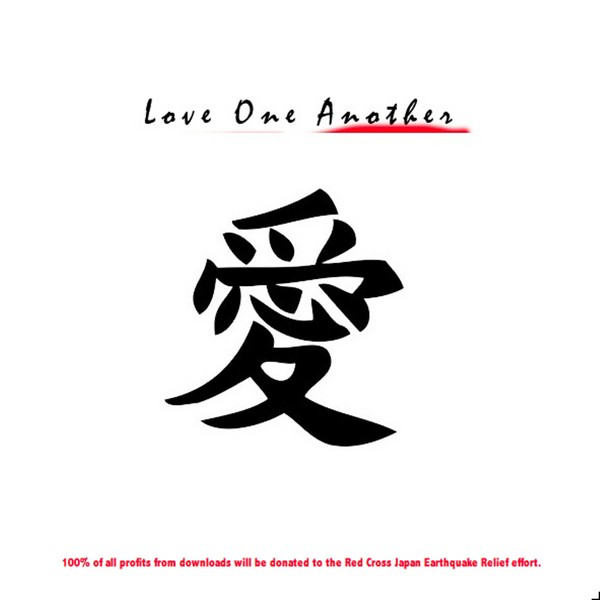 Love One Another
愛
100% of all profits from downloads will be donated to the Red Cross Japan Earthquake Relief effort.